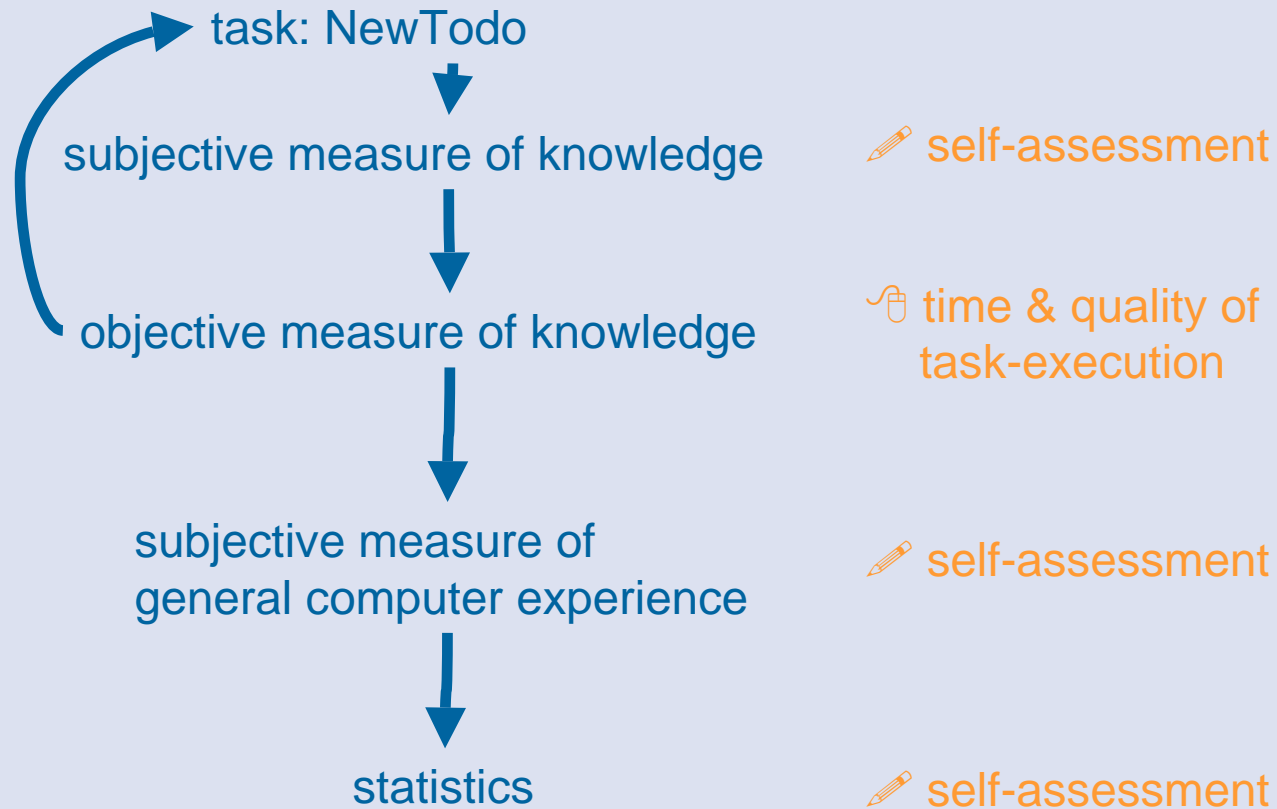 task: NewTodo
subjective measure of knowledge
self-assessment
objective measure of knowledge
time & quality of
task-execution
subjective measure of
general computer experience
self-assessment
statistics
self-assessment